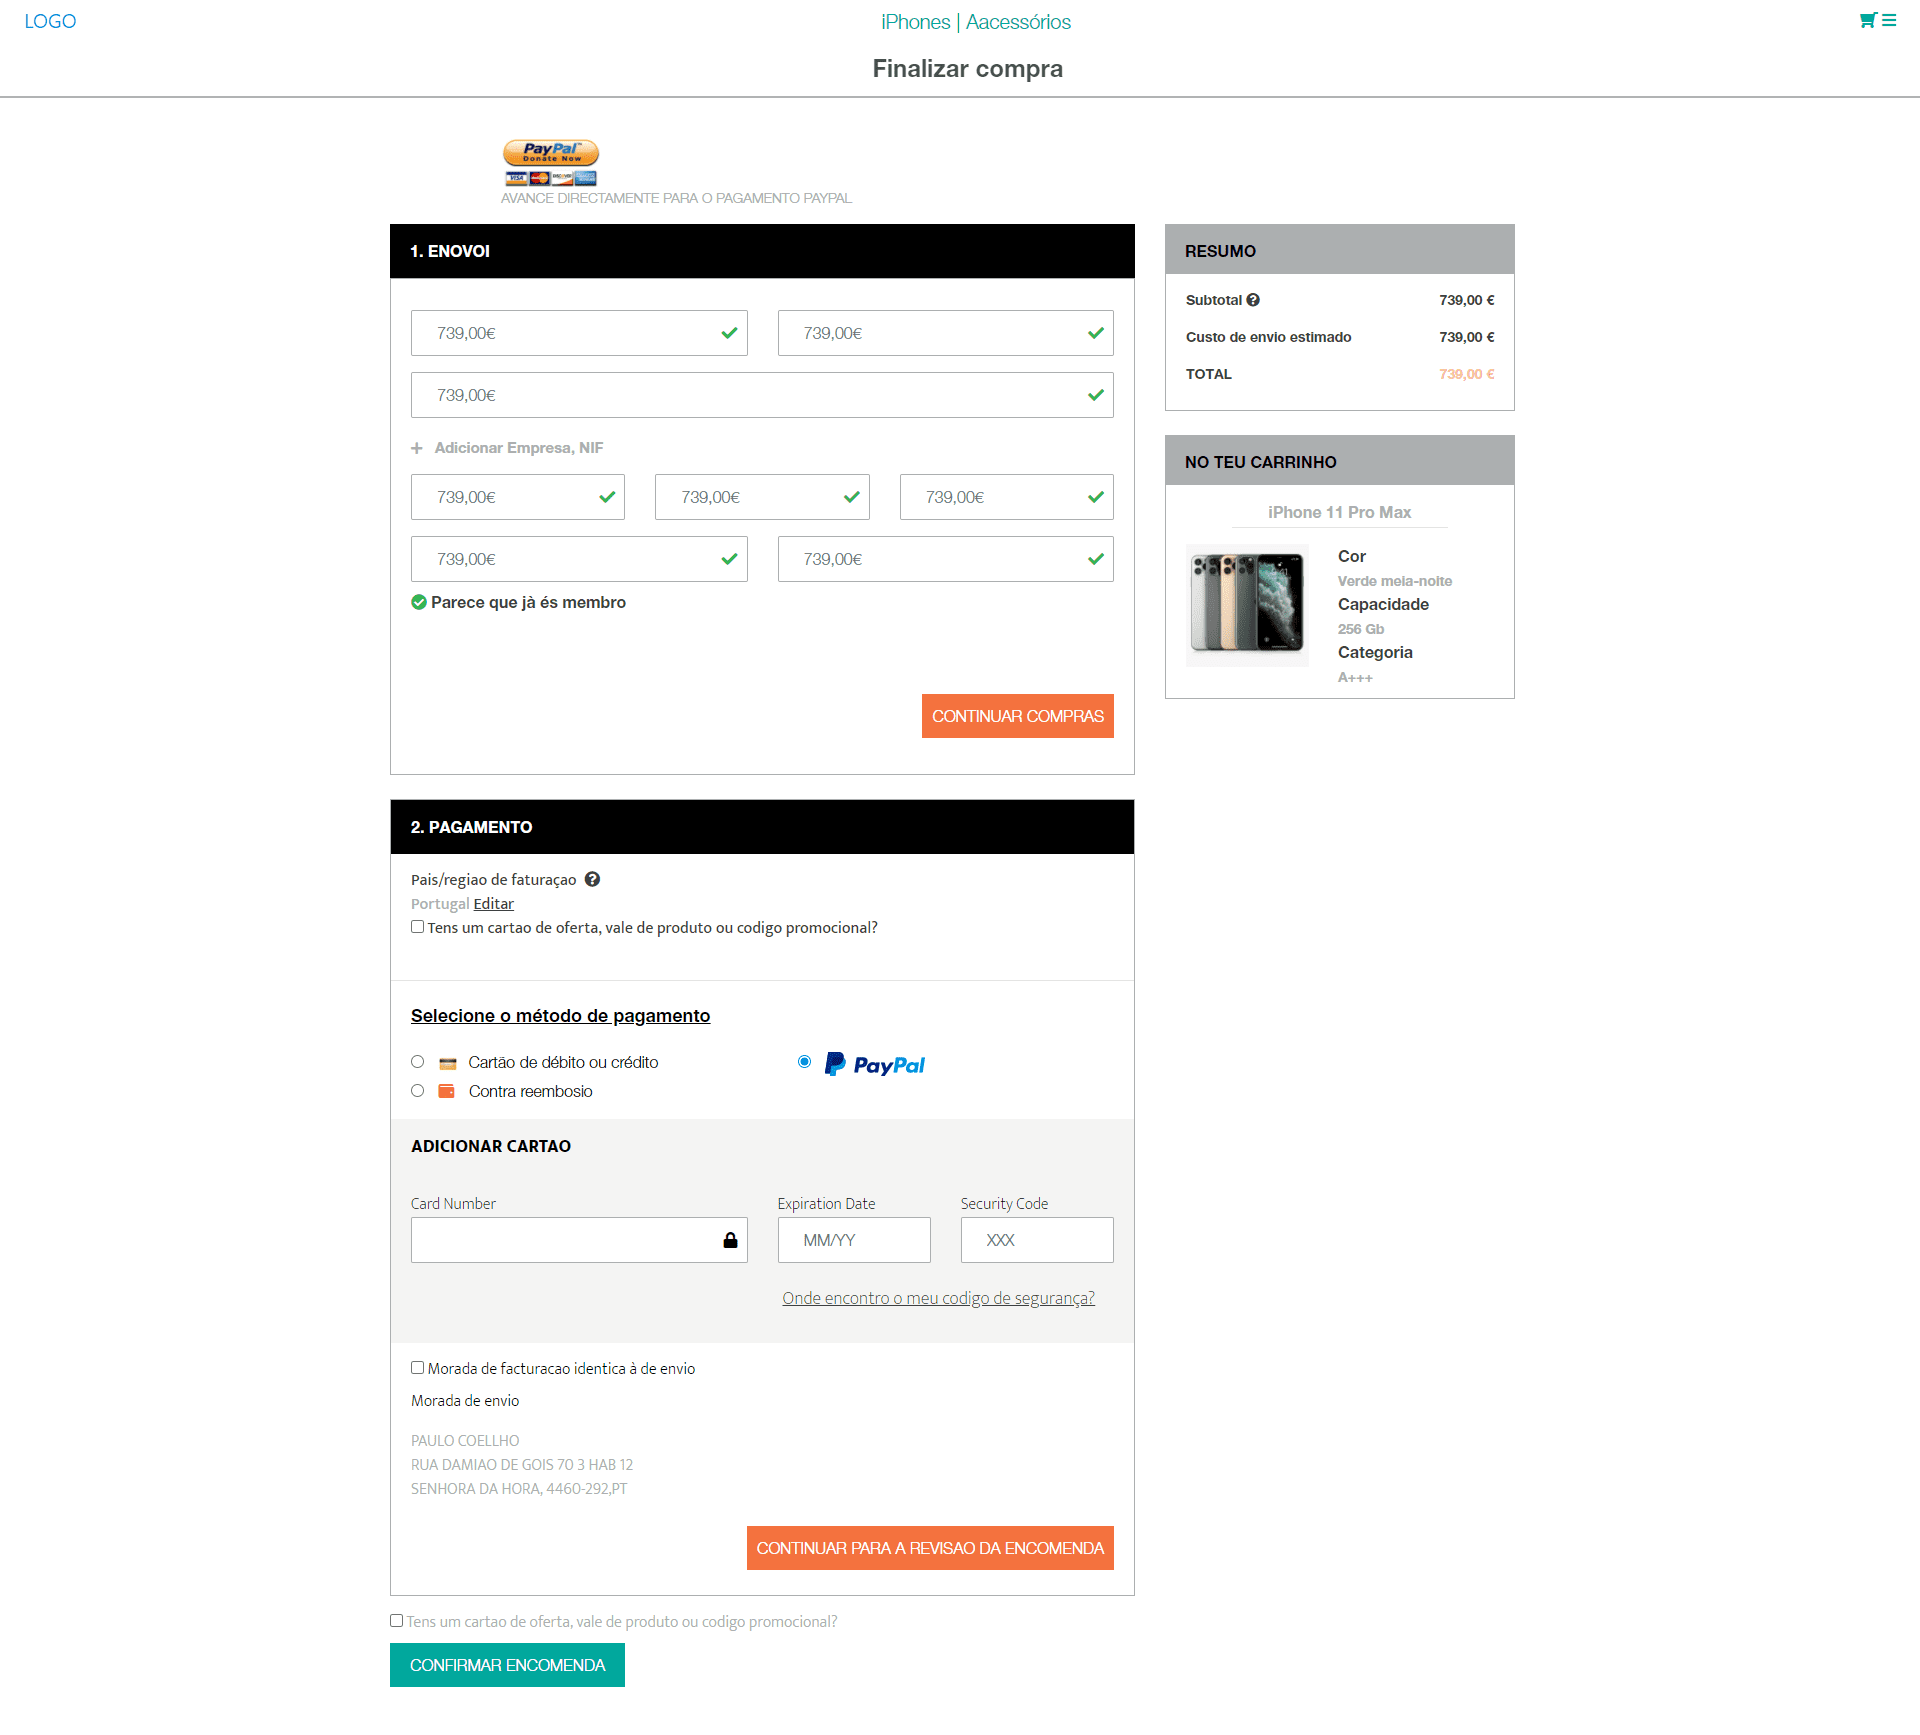 LOGO
iPhones | Aacessórios
Finalizar compra
PayPal™
Donate Now
VISA
AVANCE DIRECTAMENTE PARA O PAGAMENTO PAYPAL
1. ENOVOI
739,00€
739,00€
739,00€
Adicionar Empresa, NIF
739,00€
739,00€
739,00€
739,00€
739,00€
Parece que jà és membro
CONTINUAR COMPRAS
RESUMO
Subtotal 739,00 €
Custo de envio estimado 739,00 €
TOTAL 739,00 €
NO TEU CARRINHO
iPhone 11 Pro Max
Cor
Verde meia-noite
Capacidade
256 Gb
Categoria
A+++
2. PAGAMENTO
Pais/regiao de faturaçao
Portugal Editar
Tens um cartao de oferta, vale de produto ou codigo promocional?
Selecione o método de pagamento
Cartão de débito ou crédito
PayPal
Contra reembosio
ADICIONAR CARTAO
Card Number
Expiration Date
Security Code
MM/YY
XXX
Onde encontro o meu codigo de segurança?
Morada de facturacao identica à de envio
Morada de envio
PAULO COELLHO
RUA DAMIAO DE GOIS 70 3 HAB 12
SENHORA DA HORA, 4460-292,PT
CONTINUAR PARA A REVISAO DA ENCOMENDA
Tens um cartao de oferta, vale de produto ou codigo promocional?
CONFIRMAR ENCOMENDA